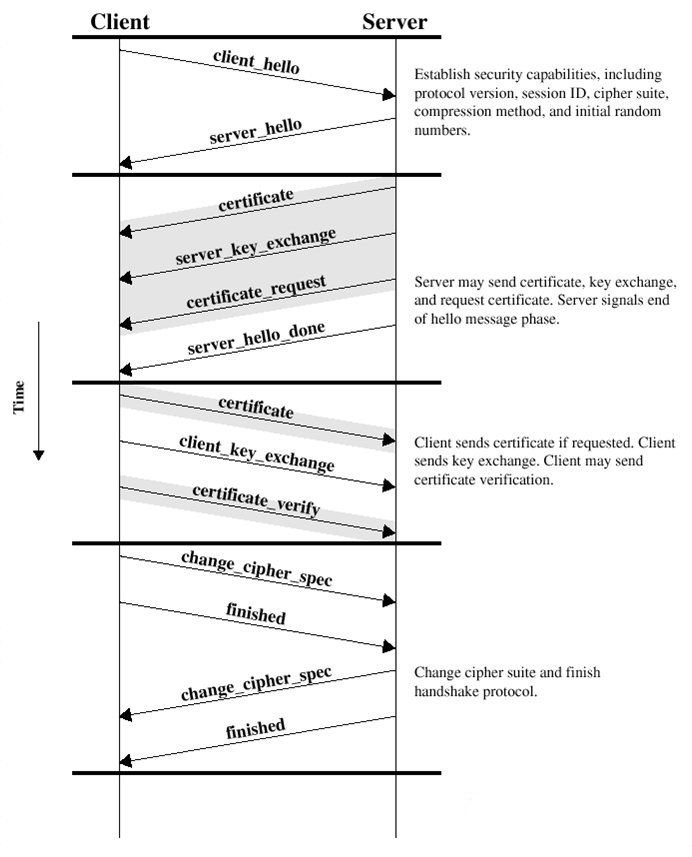 Client
Server
client_hello
Establish security capabilities, including
protocol version, session ID, cipher suite,
compression method, and initial random
numbers.
server_hello
certificate
server_key_exchange
certificate_request
Server may send certificate, key exchange,
and request certificate. Server signals end
of hello message phase.
server_hello_done
Time
certificate
client_key_exchange
Client sends certificate if requested. Client
sends key exchange. Client may send
certificate verification.
certificate_verify
change_cipher_spec
finished
change_cipher_spec
Change cipher suite and finish
handshake protocol.
finished